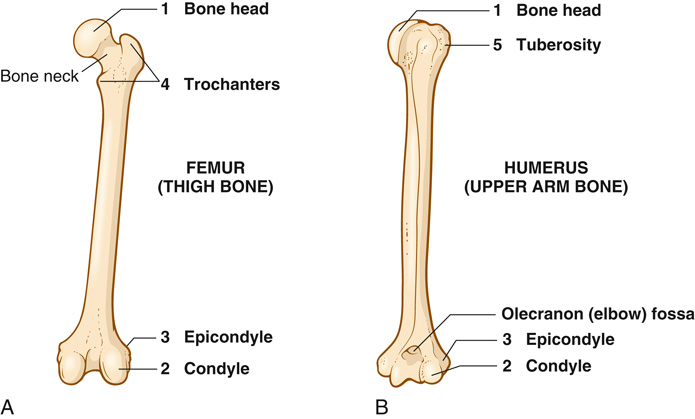 1 Bone head
Bone neck
4 Trochanters
FEMUR
(THIGH BONE)
3 Epicondyle
2 Condyle
A
1 Bone head
5 Tuberosity
HUMERUS
(UPPER ARM BONE)
Olecranon (elbow) fossa
3 Epicondyle
2 Condyle
B